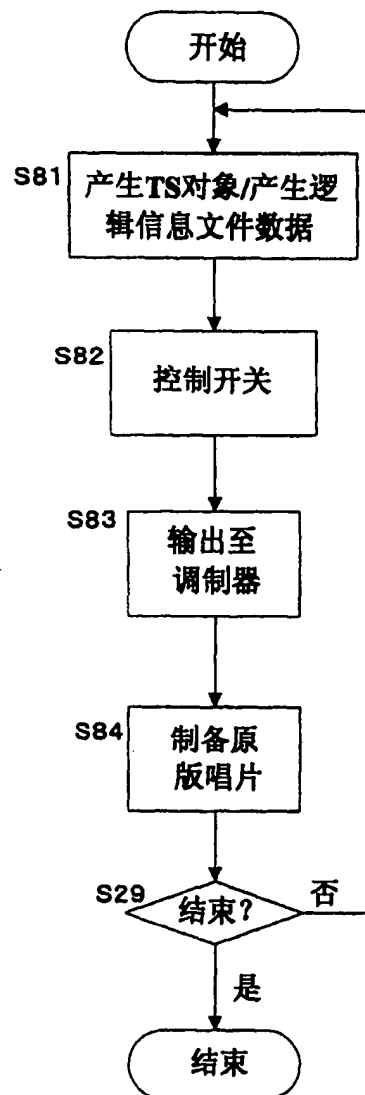 开始
S81
产生TS对象/产生逻
辑信息文件数据
S82
控制开关
S83
输出至
调制器
S84
制备原
版唱片
S29
结束?
否
是
结束